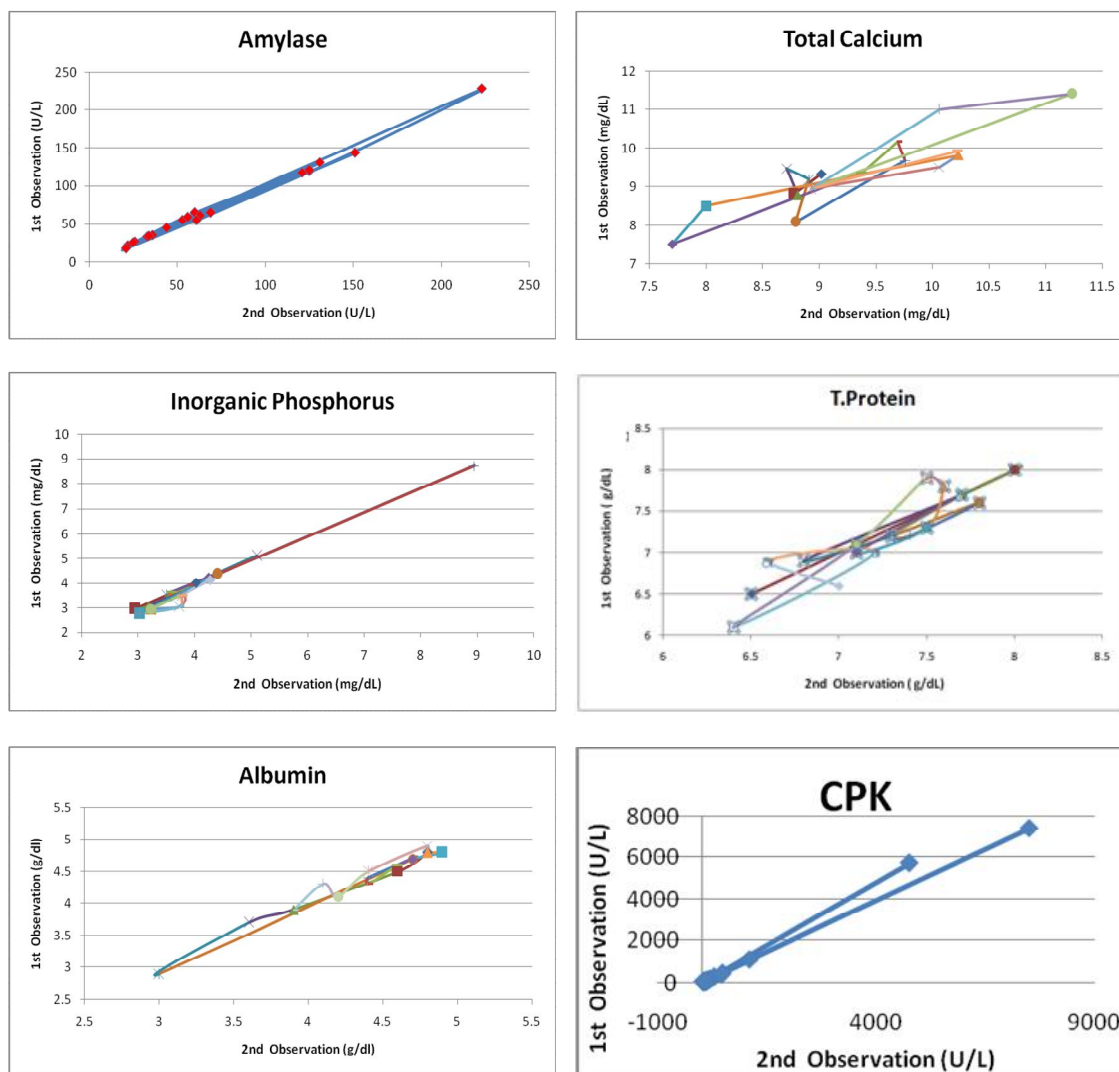 Amylase
1st Observation (U/L)
250
200
150
100
50
0
0 50 100 150 200 250
2nd Observation (U/L)
Total Calcium
1st Observation (mg/dL)
12
11
10
9
8
7
7.5 8 8.5 9 9.5 10 10.5 11 11.5
2nd Observation (mg/dL)
Inorganic Phosphorus
1st Observation (mg/dL)
10
9
8
7
6
5
4
3
2
2 3 4 5 6 7 8 9 10
2nd Observation (mg/dL)
T.Protein
1st Observation ( g/dL)
8.5
8
7.5
7
6.5
6
6 6.5 7 7.5 8 8.5
2nd Observation ( g/dL)
Albumin
1st Observation (g/dl)
5.5
5
4.5
4
3.5
3
2.5
2.5 3 3.5 4 4.5 5 5.5
2nd Observation (g/dl)
CPK
1st Observation (U/L)
8000
6000
4000
2000
0
-1000 4000 9000
2nd Observation (U/L)